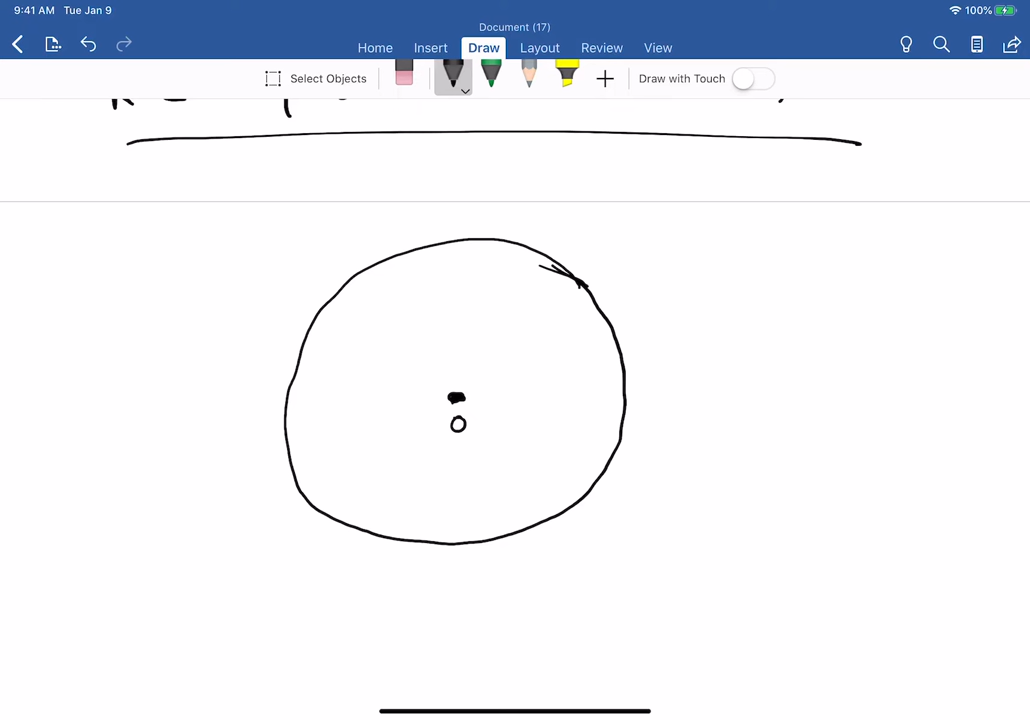 9:41 AM Tue Jan 9
100%
Document (17)
Home Insert Draw Layout Review View
Select Objects
Draw with Touch
O